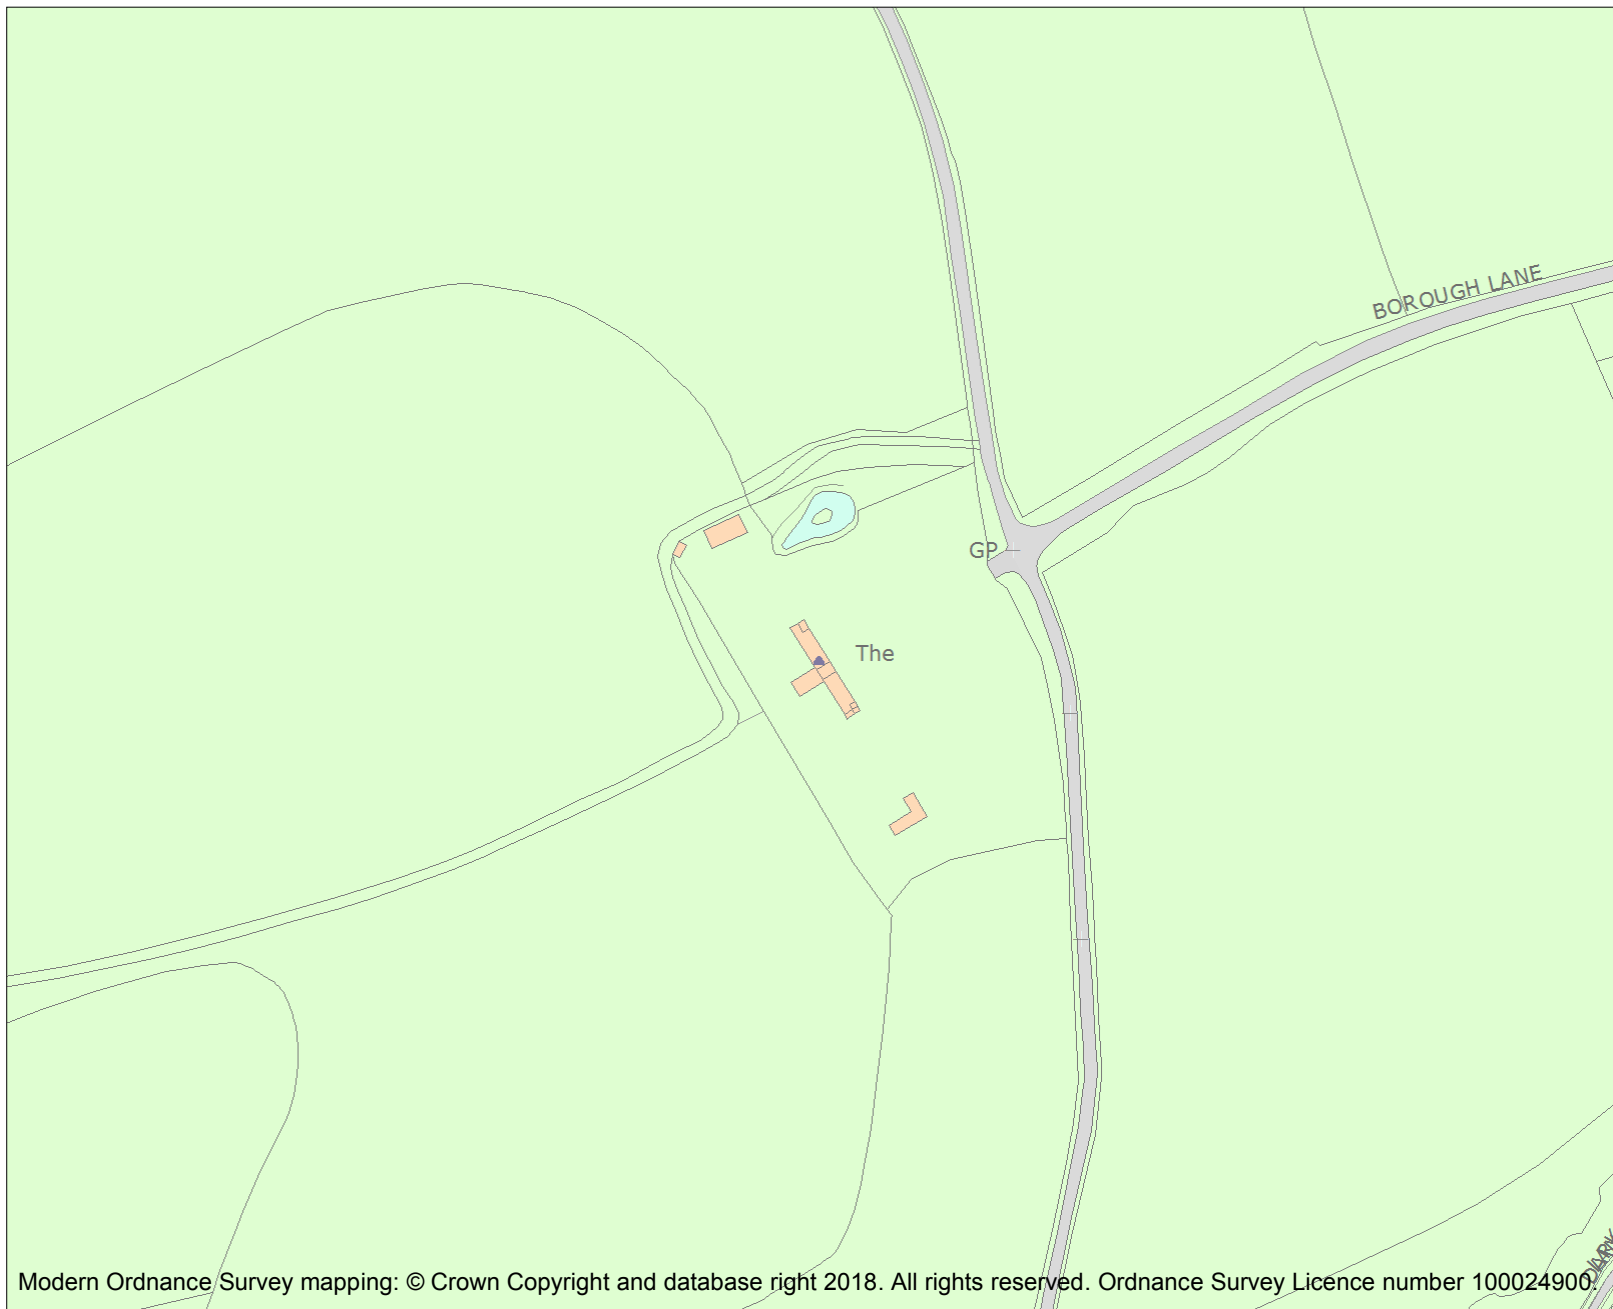 BOROUGH LANE
GP
The
Modern Ordnance Survey mapping: © Crown Copyright and database right 2018. All rights reserved. Ordnance Survey Licence number 100024900.